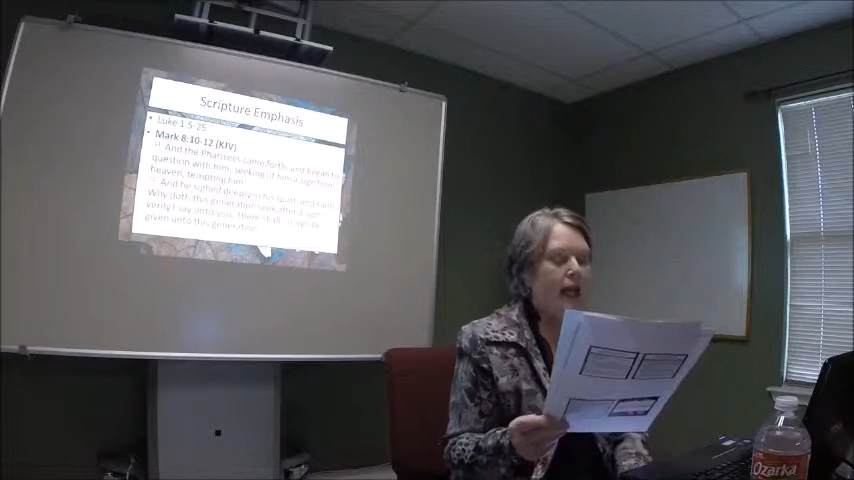 Scripture Emphasis
• Luke 1:5-25
• Mark 8:10-12 (KJV)
11 And the Pharisees came forth, and began to
question with him, seeking of him a sign from
heaven, tempting him.
12 And he sighed deeply in his spirit, and saith,
Why doth this generation seek after a sign?
verily I say unto you, There shall no sign be
given unto this generation.
Ozarka